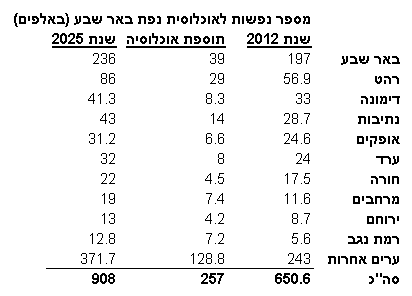 מספר נפשות לאוכלוסית נפת באר שבע (באלפים)
שנת 2012 תוספת אוכלוסיה שנת 2025
באר שבע 197 39 236
רהט 56.9 29 86
דימונה 33 8.3 41.3
נתיבות 28.7 14 43
אופקים 24.6 6.6 31.2
ערד 24 8 32
חורה 17.5 4.5 22
מרחבים 11.6 7.4 19
ירוחם 8.7 4.2 13
רמת נגב 5.6 7.2 12.8
ערים אחרות 243 128.8 371.7
סה"כ 650.6 257 908